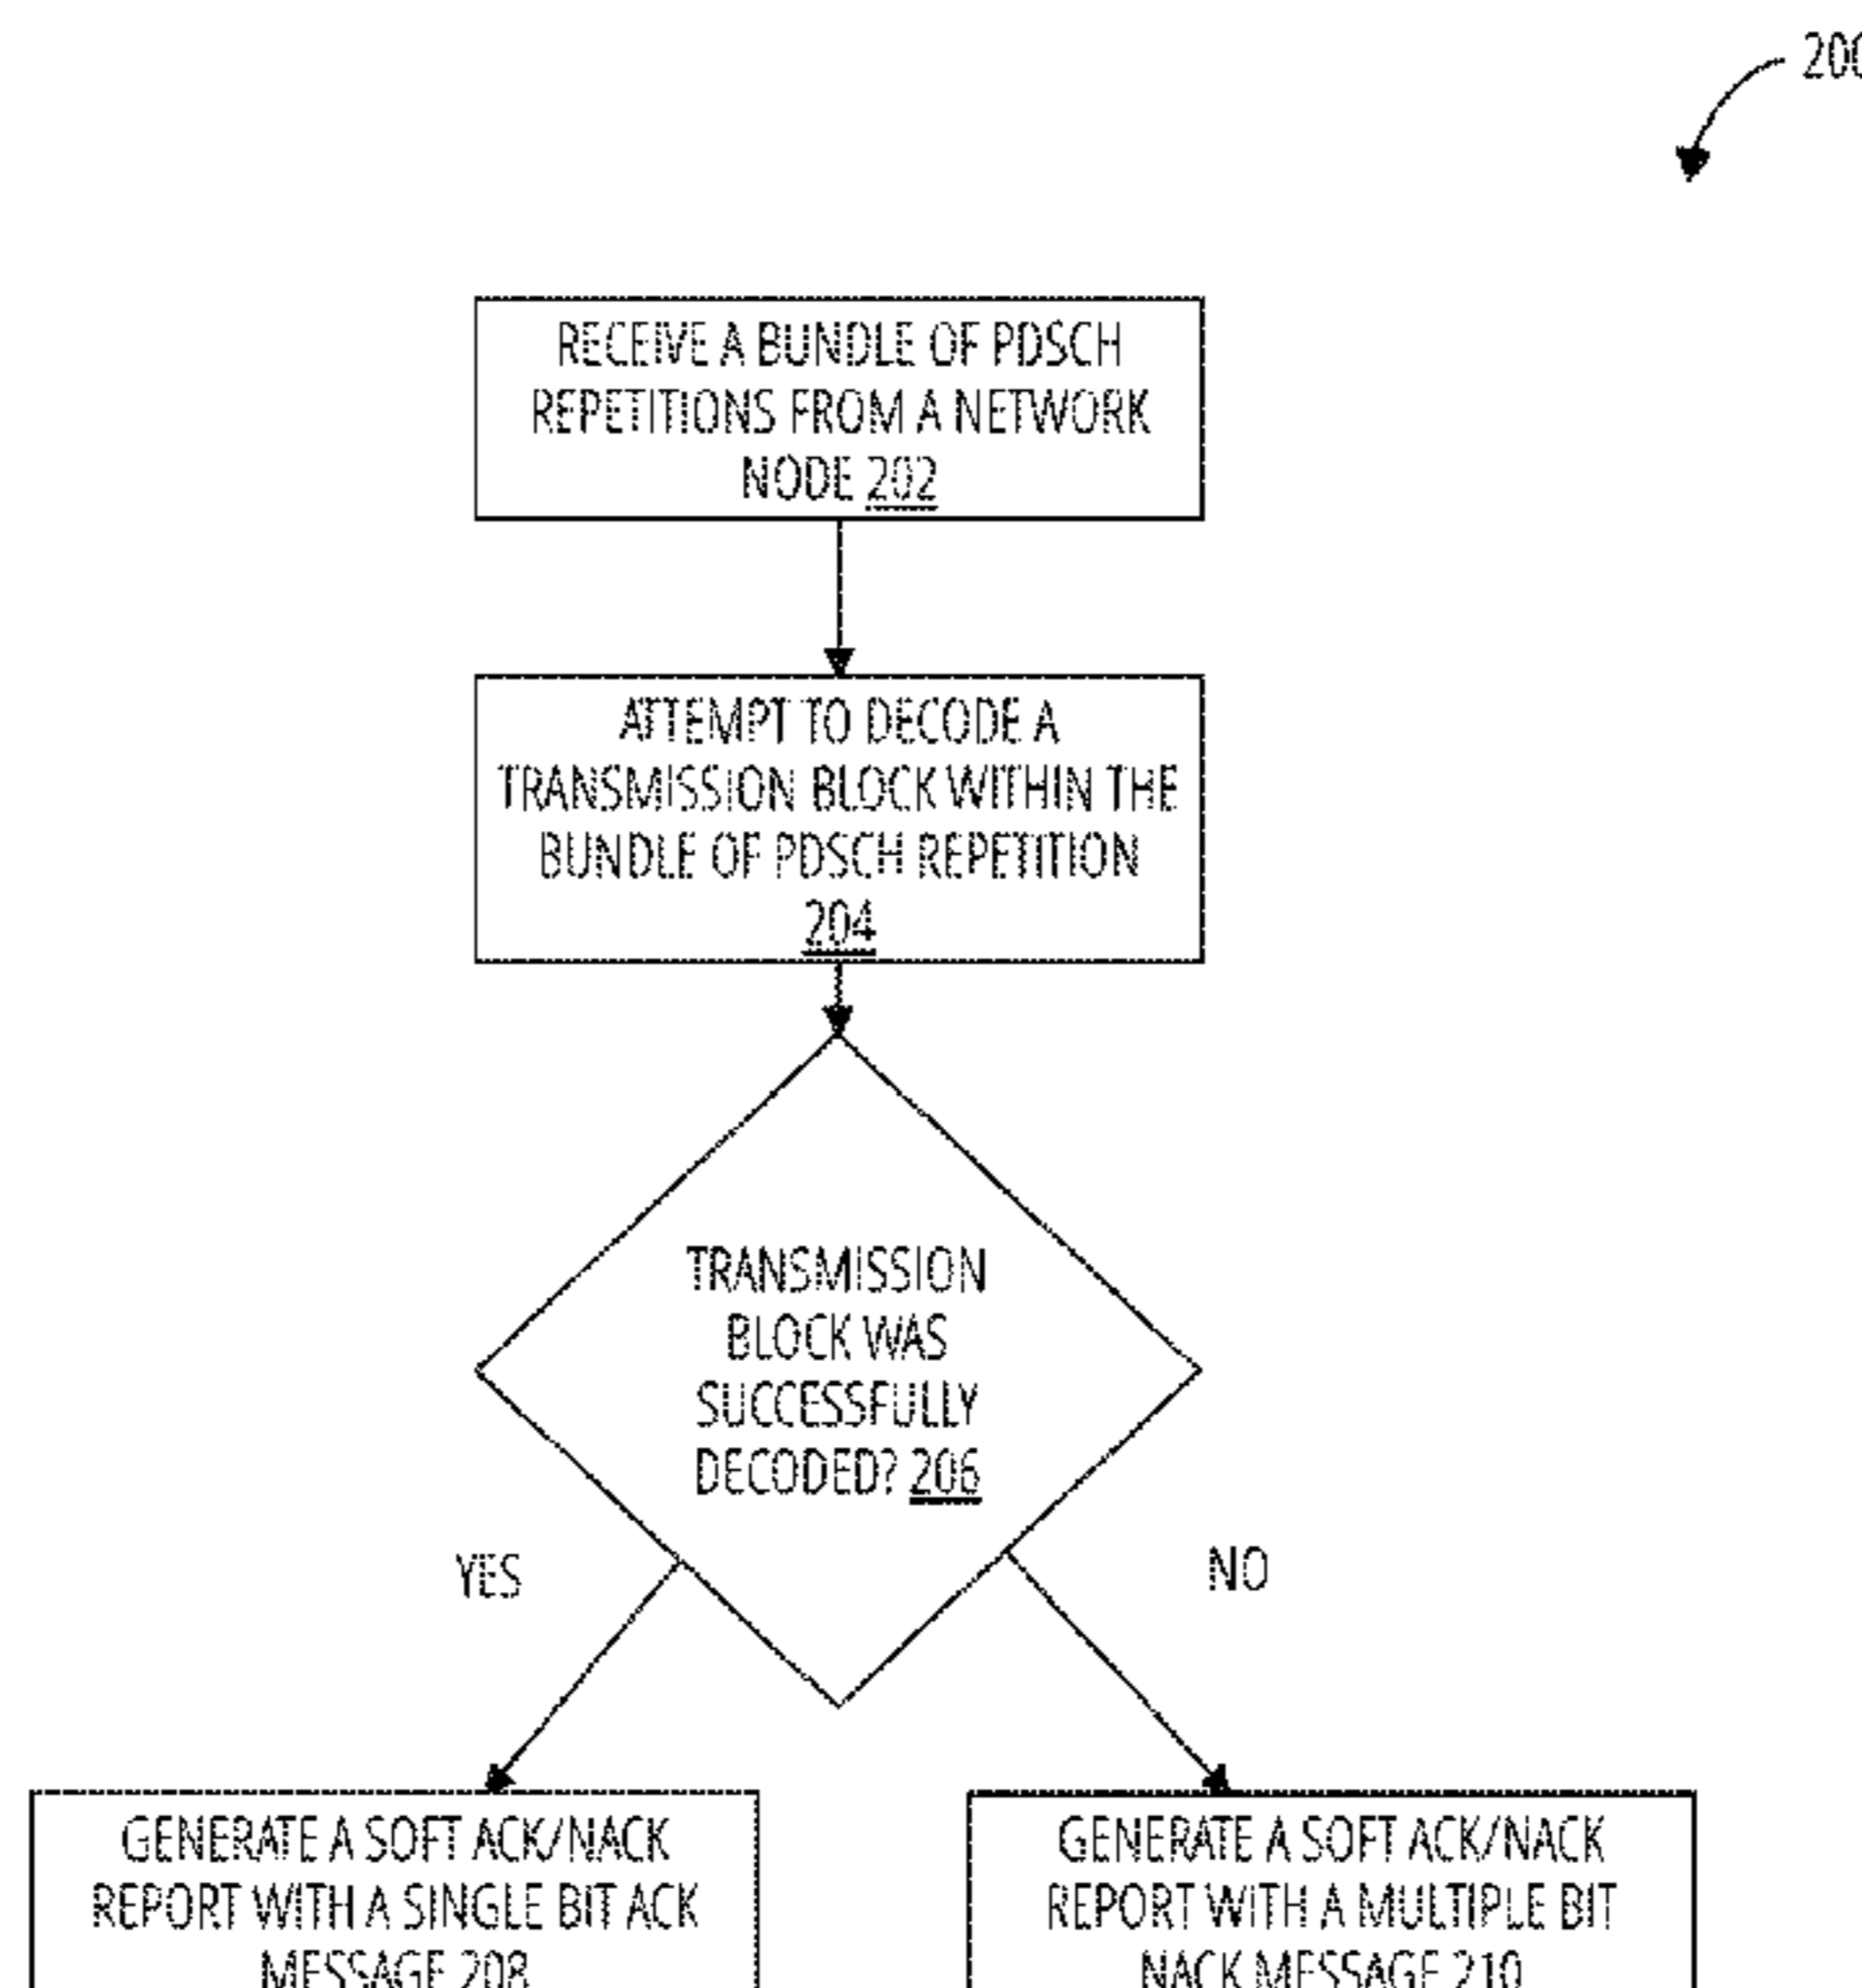 200
RECEIVE A BUNDLE OF PDSCH
REPETITIONS FROM A NETWORK
NODE 202
ATTEMPT TO DECODE A
TRANSMISSION BLOCK WITHIN THE
BUNDLE OF PDSCH REPETITION
204
TRANSMISSION
BLOCK WAS
SUCCESSFULLY
DECODED? 206
YES
NO
GENERATE A SOFT ACK/NACK
REPORT WITH A SINGLE BIT ACK
MESSAGE 208
GENERATE A SOFT ACK/NACK
REPORT WITH A MULTIPLE BIT
NACK MESSAGE 210